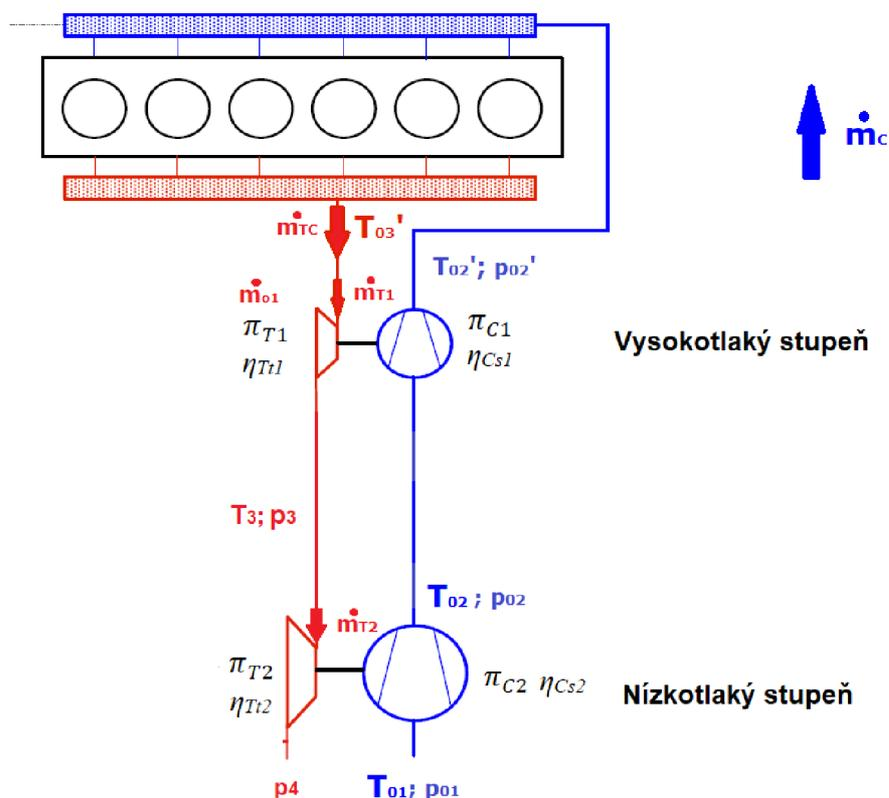 ṁC
ṁTC T03'
T02'; p02'
ṁo1 ṁT1
πT1 πC1
ηTt1 ηCs1
Vysokotlaký stupeň
T3; p3
T02 ; p02
ṁT2
πT2 πC2 ηCs2
ηTt2
Nízkotlaký stupeň
p4 T01; p01